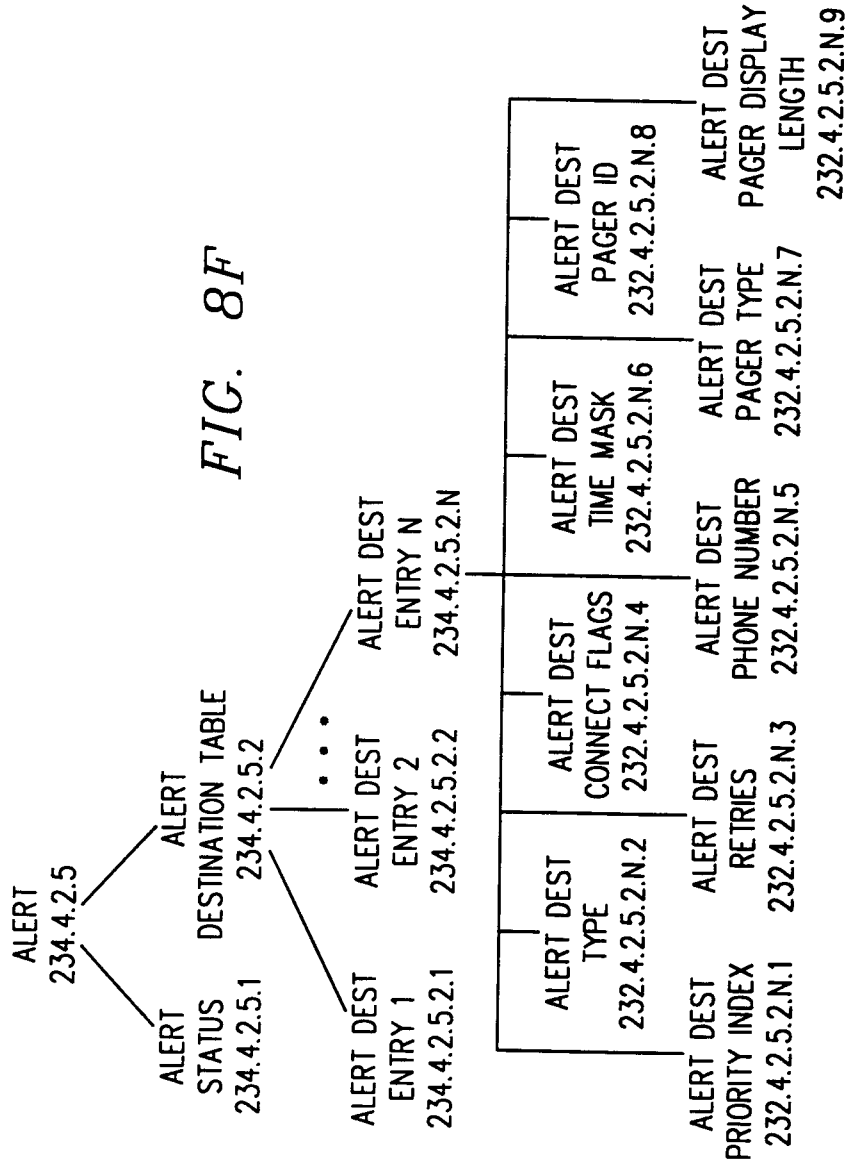 FIG. 8F
ALERT
234.4.2.5
ALERT
STATUS
234.4.2.5.1
ALERT
DESTINATION TABLE
234.4.2.5.2
ALERT DEST
ENTRY 1
234.4.2.5.2.1
ALERT DEST
ENTRY 2
234.4.2.5.2.2
ALERT DEST
ENTRY N
234.4.2.5.2.N
ALERT DEST
PRIORITY INDEX
232.4.2.5.2.N.1
ALERT DEST
TYPE
232.4.2.5.2.N.2
ALERT DEST
RETRIES
232.4.2.5.2.N.3
ALERT DEST
CONNECT FLAGS
232.4.2.5.2.N.4
ALERT DEST
PHONE NUMBER
232.4.2.5.2.N.5
ALERT DEST
TIME MASK
232.4.2.5.2.N.6
ALERT DEST
PAGER TYPE
232.4.2.5.2.N.7
ALERT DEST
PAGER ID
232.4.2.5.2.N.8
ALERT DEST
PAGER DISPLAY
LENGTH
232.4.2.5.2.N.9